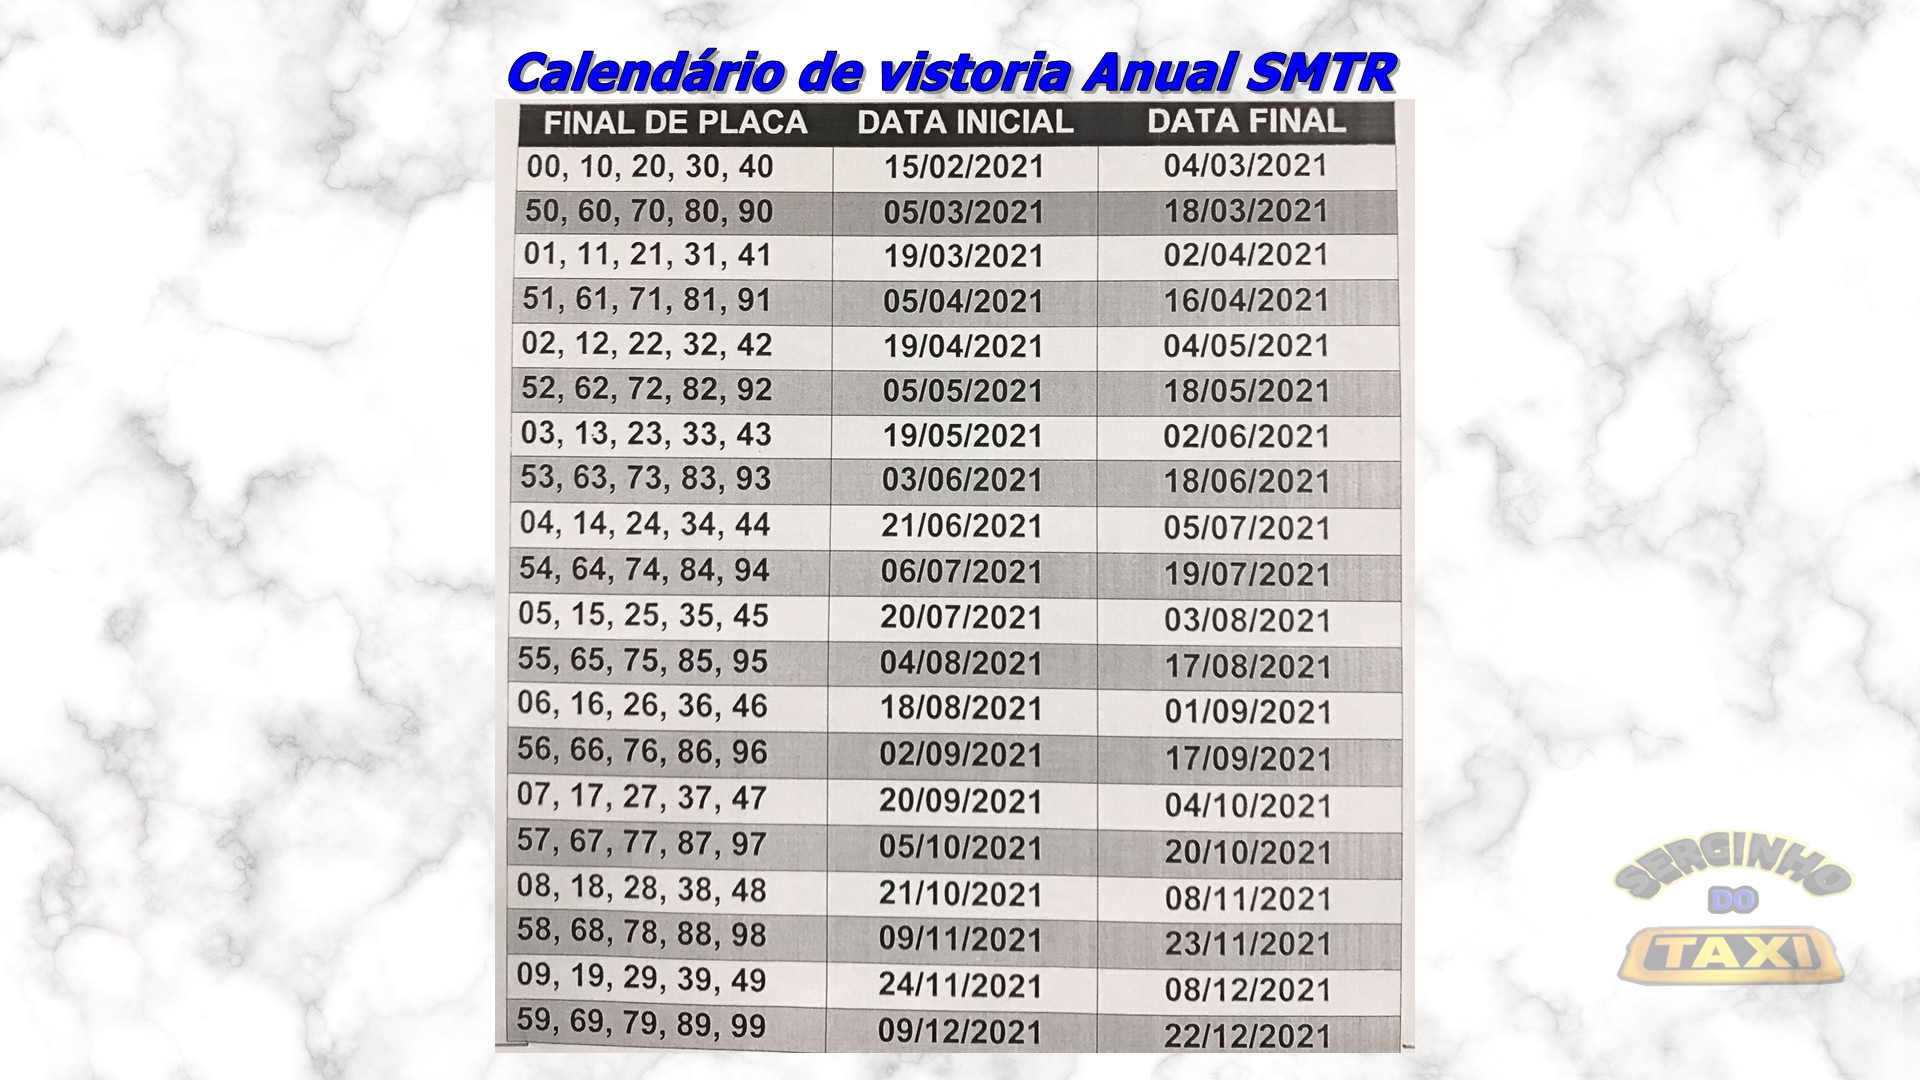 Calendário de vistoria Anual SMTR
FINAL DE PLACA DATA INICIAL DATA FINAL
00, 10, 20, 30, 40 15/02/2021 04/03/2021
50, 60, 70, 80, 90 05/03/2021 18/03/2021
01, 11, 21, 31, 41 19/03/2021 02/04/2021
51, 61, 71, 81, 91 05/04/2021 16/04/2021
02, 12, 22, 32, 42 19/04/2021 04/05/2021
52, 62, 72, 82, 92 05/05/2021 18/05/2021
03, 13, 23, 33, 43 19/05/2021 02/06/2021
53, 63, 73, 83, 93 03/06/2021 18/06/2021
04, 14, 24, 34, 44 21/06/2021 05/07/2021
54, 64, 74, 84, 94 06/07/2021 19/07/2021
05, 15, 25, 35, 45 20/07/2021 03/08/2021
55, 65, 75, 85, 95 04/08/2021 17/08/2021
06, 16, 26, 36, 46 18/08/2021 01/09/2021
56, 66, 76, 86, 96 02/09/2021 17/09/2021
07, 17, 27, 37, 47 20/09/2021 04/10/2021
57, 67, 77, 87, 97 05/10/2021 20/10/2021
08, 18, 28, 38, 48 21/10/2021 08/11/2021
58, 68, 78, 88, 98 09/11/2021 23/11/2021
09, 19, 29, 39, 49 24/11/2021 08/12/2021
59, 69, 79, 89, 99 09/12/2021 22/12/2021
SERGINHO
DO
TAXI